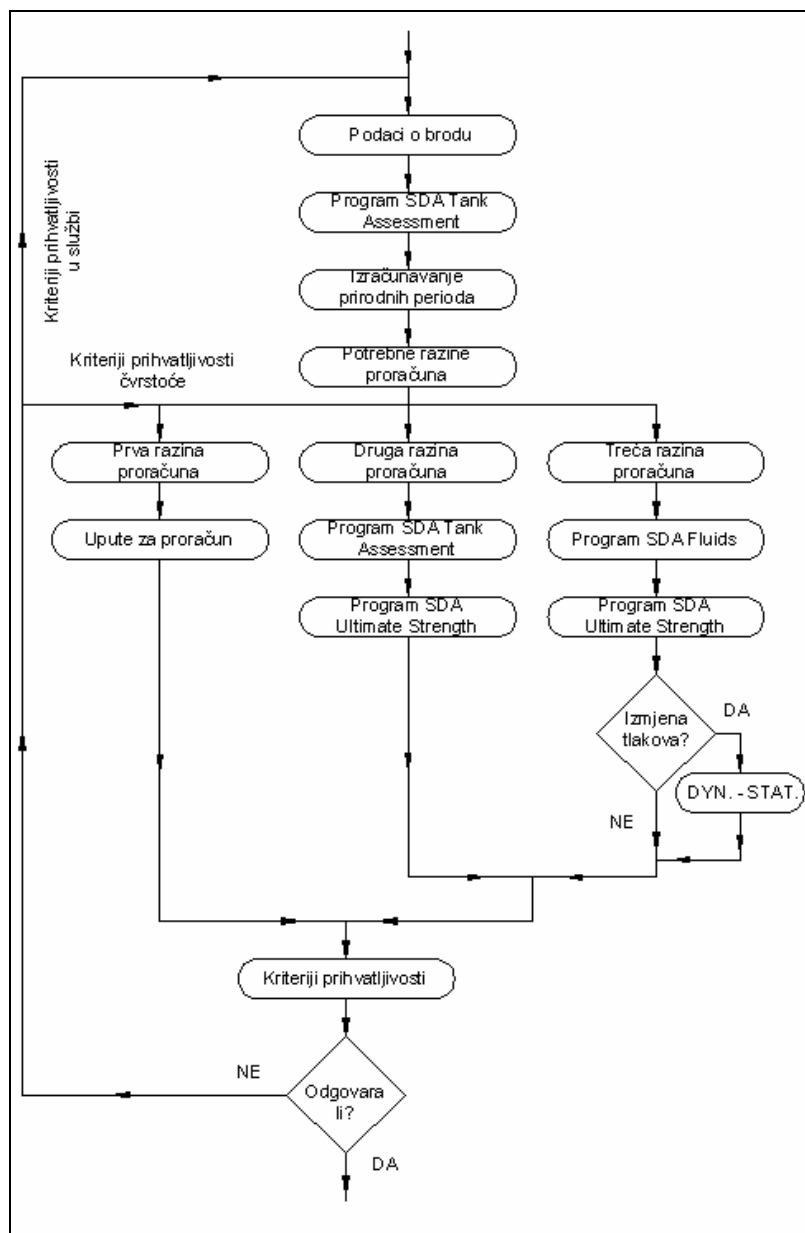 Podaci o brodu
Program SDA Tank
Assessment
Kriteriji prihvatljivosti
u službi
Izračunavanje
prirodnih perioda
Potrebne razine
proračuna
Kriteriji prihvatljivosti
čvrstoće
Prva razina
proračuna
Druga razina
proračuna
Treća razina
proračuna
Upute za proračun
Program SDA Tank
Assessment
Program SDA Fluids
Program SDA
Ultimate Strength
Program SDA
Ultimate Strength
Izmjena
tlakova?
DA
DYN. -STAT.
NE
Kriteriji prihvatljivosti
NE
Odgovara
li?
DA